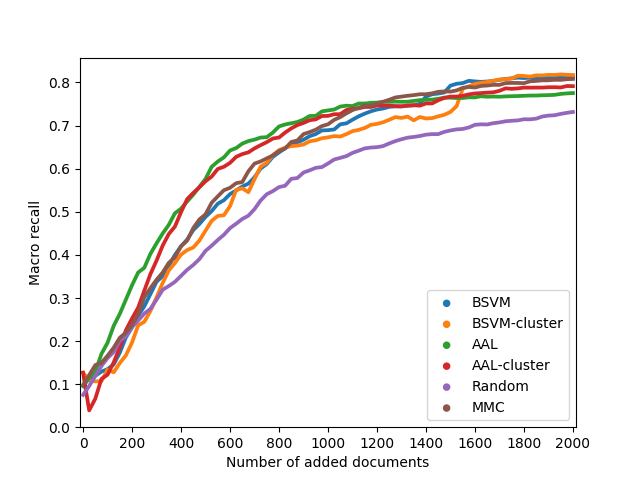 Macro recall
0.8
0.7
0.6
0.5
0.4
0.3
0.2
0.1
0.0
BSVM
BSVM-cluster
AAL
AAL-cluster
Random
MMC
0 200 400 600 800 1000 1200 1400 1600 1800 2000
Number of added documents